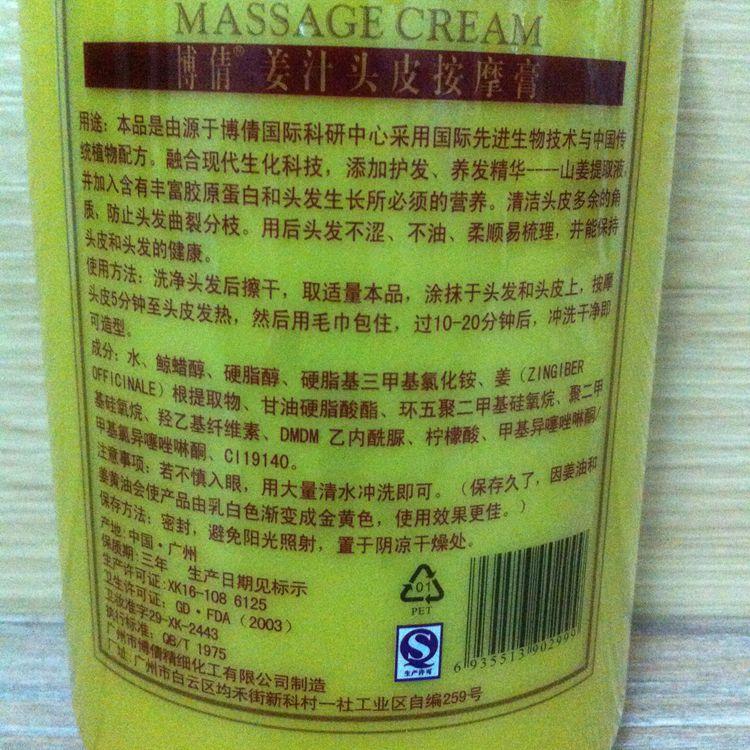 MASSAGE CREAM
博倩® 姜汁头皮按摩膏
用途：本品是由源于博倩国际科研中心采用国际先进生物技术与中国传
统植物配方。融合现代生化科技，添加护发、养发精华----山姜提取液，
并加入含有丰富胶原蛋白和头发生长所必须的营养。清洁头皮多余的角
质，防止头发曲裂分枝。用后头发不涩、不油、柔顺易梳理，并能保持
头皮和头发的健康。
使用方法：洗净头发后擦干，取适量本品，涂抹于头发和头皮上，按摩
头皮5分钟至头皮发热，然后用毛巾包住，过10-20分钟后，冲洗干净即
可造型。
成分：水、鲸蜡醇、硬脂醇、硬脂基三甲基氯化铵、姜（ZINGIBER
OFFICINALE）根提取物、甘油硬脂酸酯、环五聚二甲基硅氧烷、聚二甲
基硅氧烷、羟乙基纤维素、DMDM 乙内酰脲、柠檬酸、甲基异噻唑啉酮/
甲基氯异噻唑啉酮、CI19140。
注意事项：若不慎入眼，用大量清水冲洗即可。（保存久了，因姜油和
姜黄油会使产品由乳白色渐变成金黄色，使用效果更佳。）
保存方法：密封，避免阳光照射，置于阴凉干燥处。
产地：中国·广州
保质期：三年 生产日期见标示
生产许可证：XK16-108 6125
卫生许可证：GD·FDA（2003）
卫妆准字29-XK-2443
执行标准：QB/T 1975
广州市博倩精细化工有限公司制造
厂址：广州市白云区均禾街新科村一社工业区自编259号
01
PET
生产许可
6 935513 902999